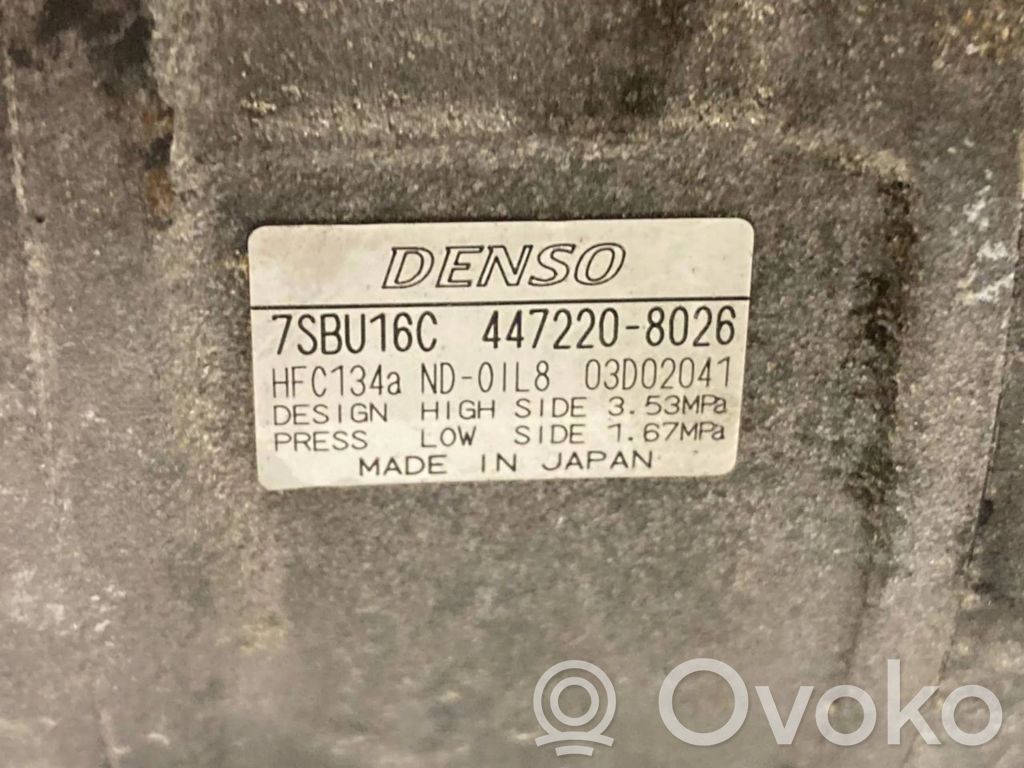 DENSO
7SBU16C 447220-8026
HFC134a ND-OIL8 03D02041
DESIGN HIGH SIDE 3.53MPa
PRESS LOW SIDE 1.67MPa
MADE IN JAPAN
Ovoko